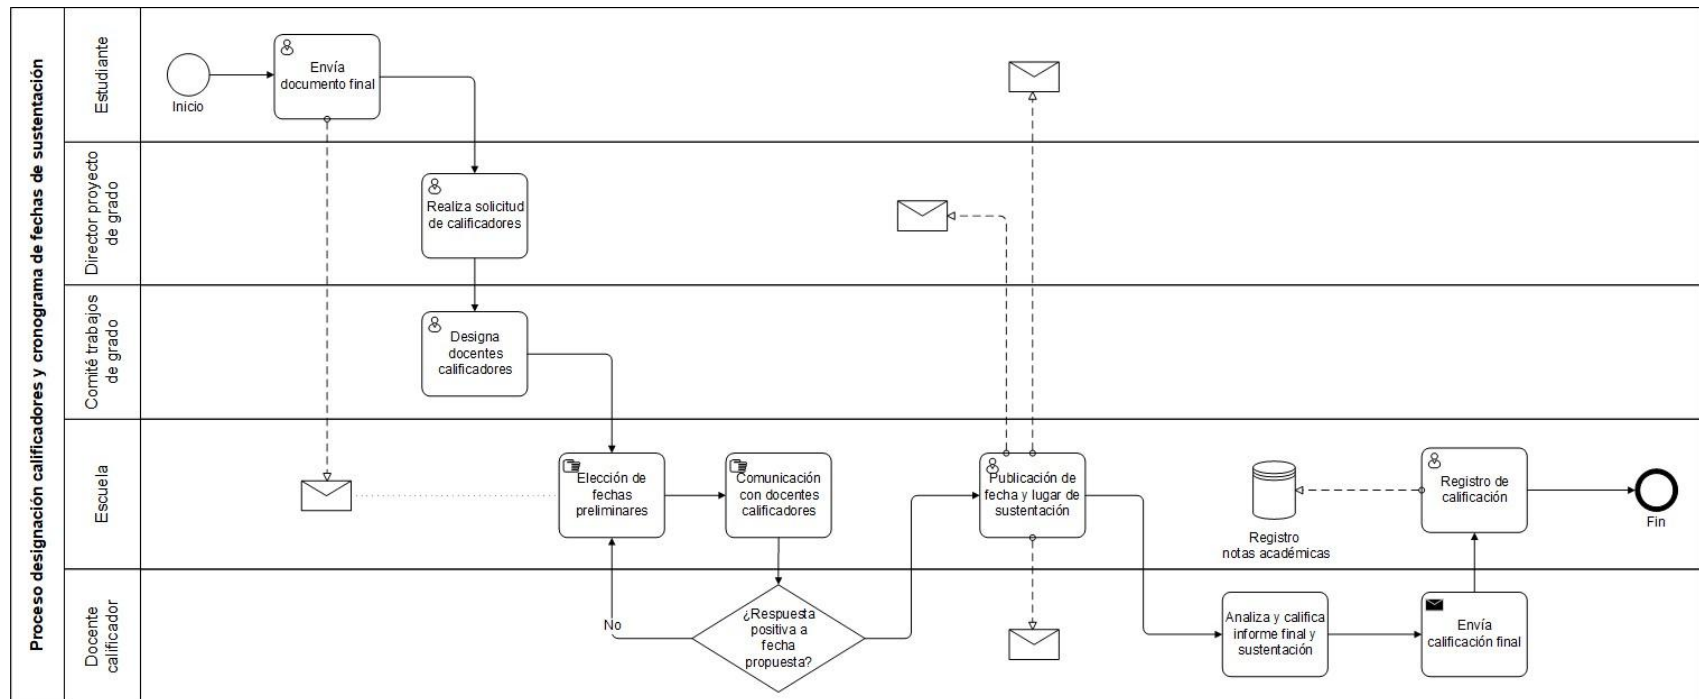 Proceso designación calificadores y cronograma de fechas de sustentación
Estudiante
Inicio
Envía
documento final
Director proyecto
de grado
Realiza solicitud
de calificadores
Comité trabajos
de grado
Designa
docentes
calificadores
Escuela
Elección de
fechas
preliminares
Comunicación
con docentes
calificadores
Publicación de
fecha y lugar de
sustentación
Registro
notas académicas
Registro de
calificación
Fin
Docente
calificador
No
¿Respuesta
positiva a
fecha
propuesta?
Analiza y califica
informe final y
sustentación
Envía
calificación final